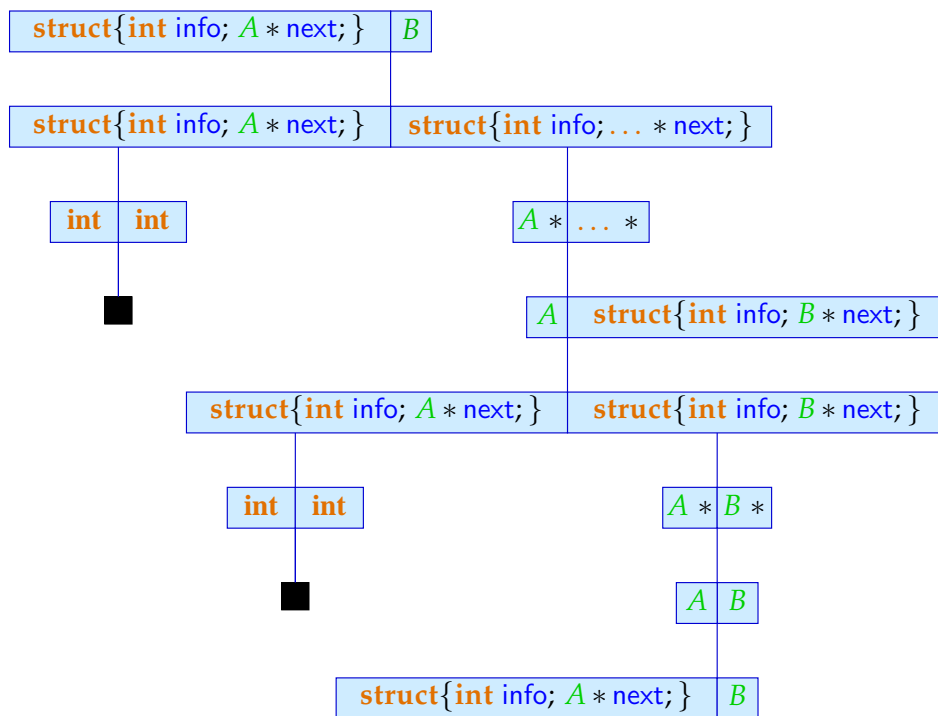 struct{int info; A * next; } B
struct{int info; A * next; } struct{int info; . . . * next; }
int int A * . . . *
A struct{int info; B * next; }
struct{int info; A * next; } struct{int info; B * next; }
int int A * B *
A B
struct{int info; A * next; } B